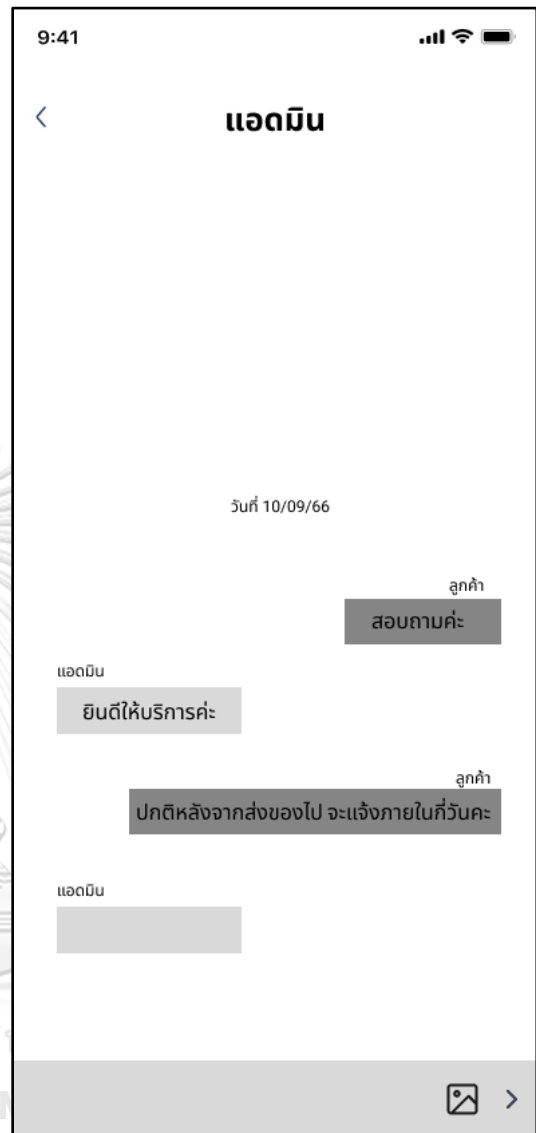 9:41
แอดมิน
วันที่ 10/09/66
ลูกค้า
สอบถามค่ะ
แอดมิน
ยินดีให้บริการค่ะ
ลูกค้า
ปกติหลังจากส่งของไป จะแจ้งภายในกี่วันคะ
แอดมิน